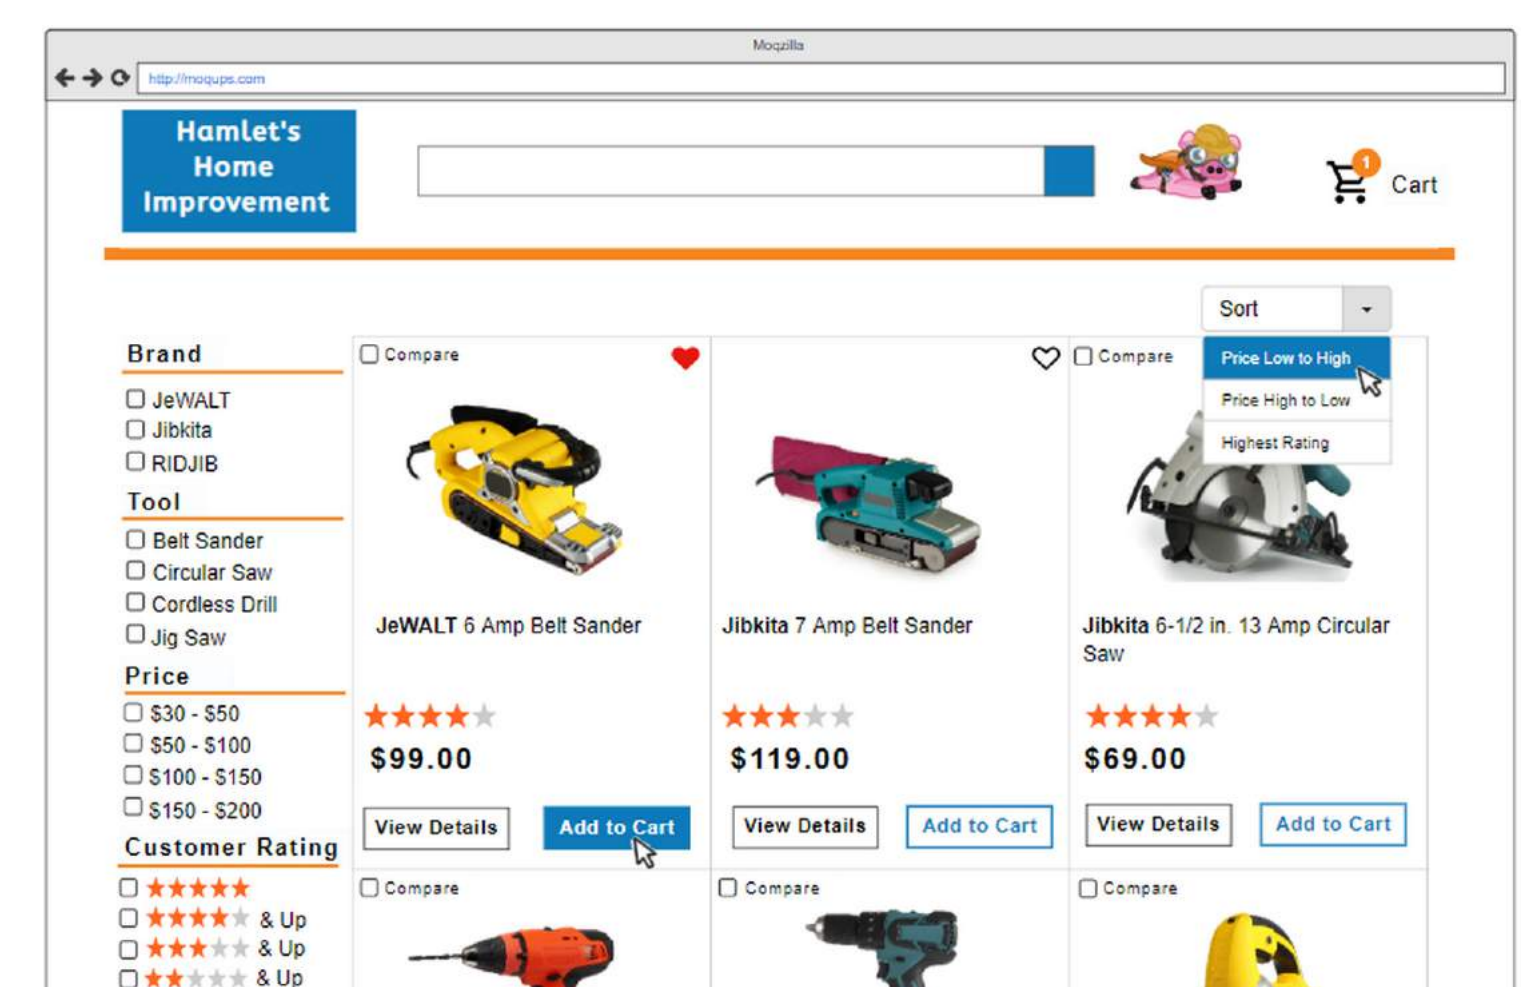 Moqzilla
http://moqups.com
Hamlet's
Home
Improvement
1
Cart
Sort
Price Low to High
Price High to Low
Highest Rating
Brand
JeWALT
Jibkita
RIDJIB
Tool
Belt Sander
Circular Saw
Cordless Drill
Jig Saw
Price
$30 - $50
$50 - $100
$100 - $150
$150 - $200
Customer Rating
& Up
& Up
& Up
Compare
JeWALT 6 Amp Belt Sander
$99.00
View Details
Add to Cart
Jibkita 7 Amp Belt Sander
$119.00
View Details
Add to Cart
Compare
Jibkita 6-1/2 in. 13 Amp Circular
Saw
$69.00
View Details
Add to Cart
Compare
Compare
Compare